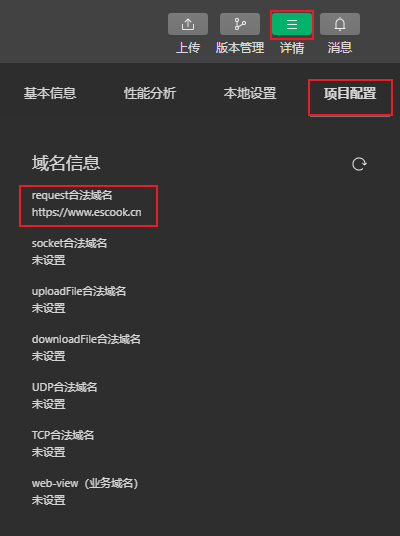 上传 版本管理 详情 消息
基本信息 性能分析 本地设置 项目配置
域名信息
request合法域名
https://www.escook.cn
socket合法域名
未设置
uploadFile合法域名
未设置
downloadFile合法域名
未设置
UDP合法域名
未设置
TCP合法域名
未设置
web-view（业务域名）
未设置